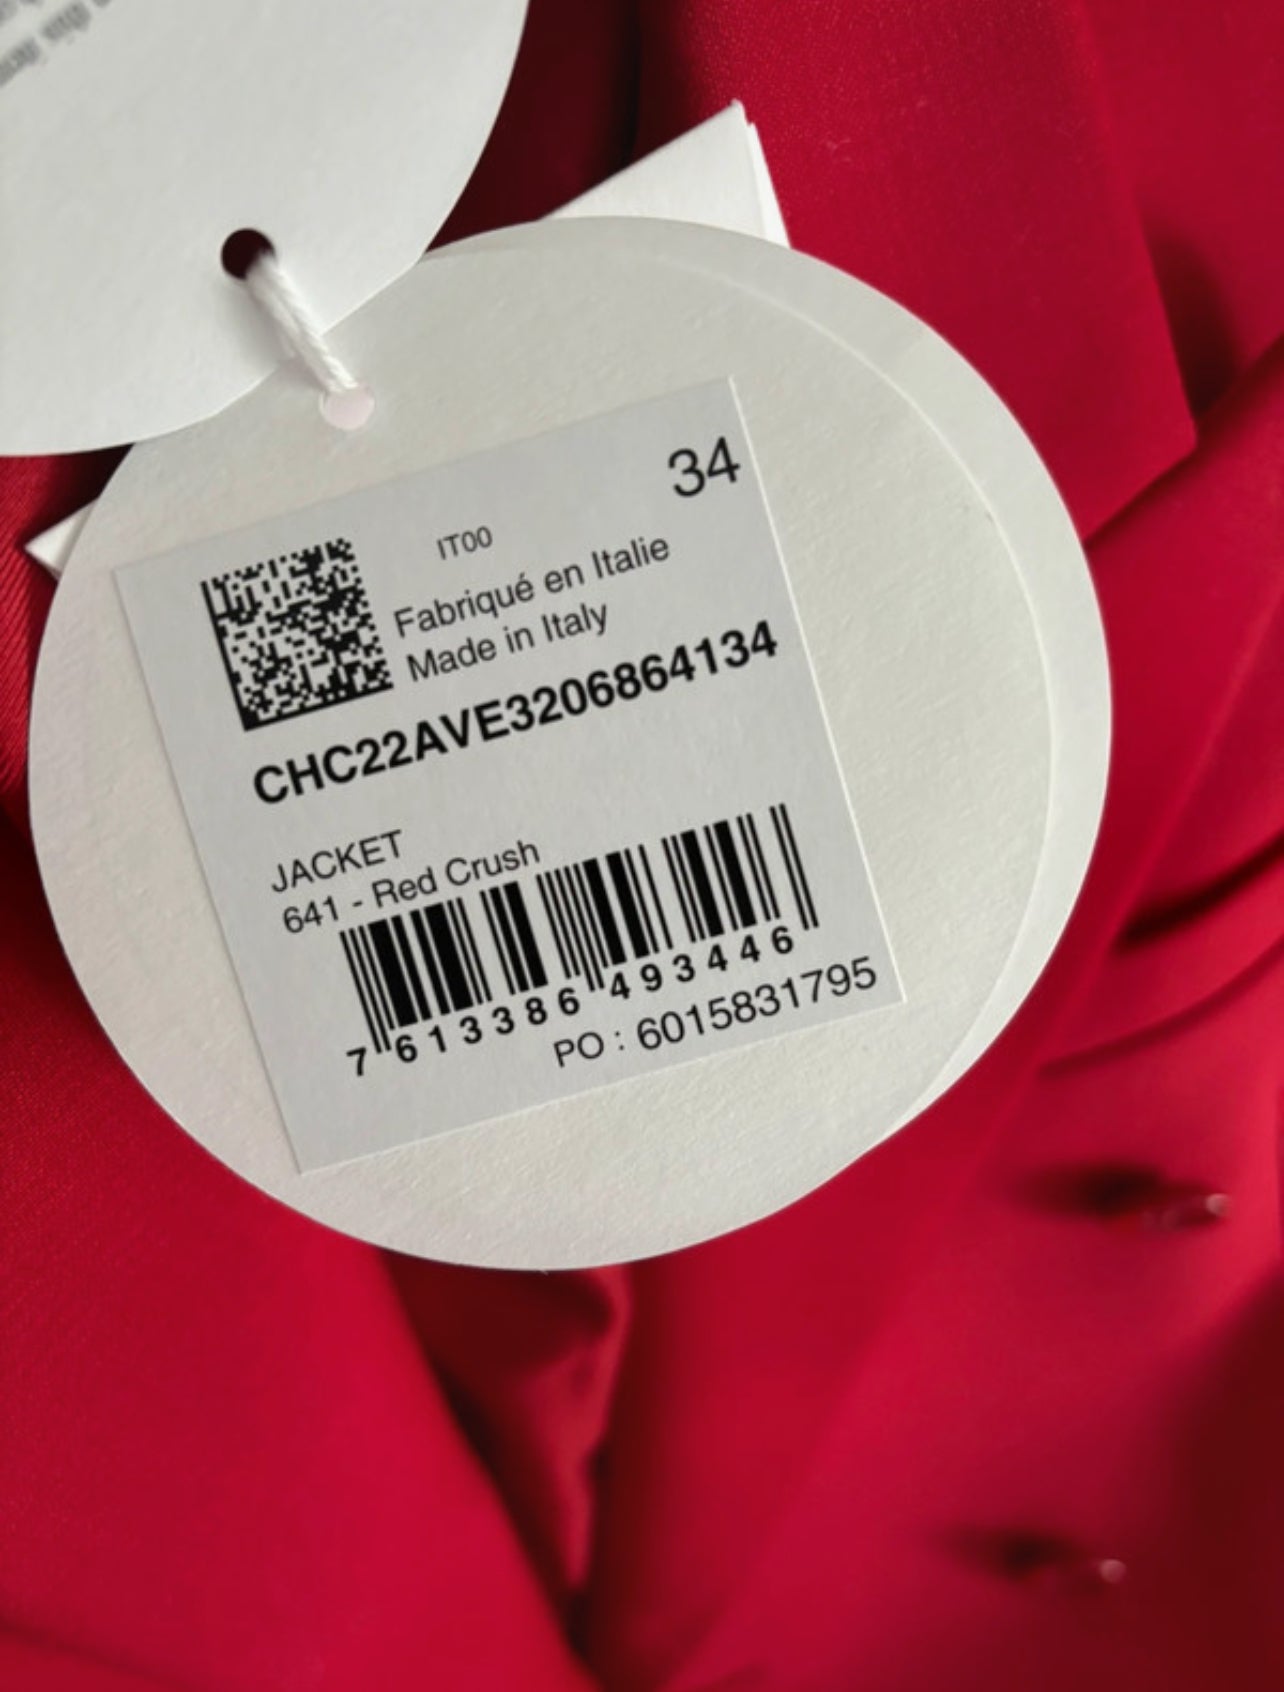 34
IT00
Fabriqué en Italie
Made in Italy
CHC22AVE3206864134
JACKET
641 - Red Crush
7 613386 493446
PO : 6015831795